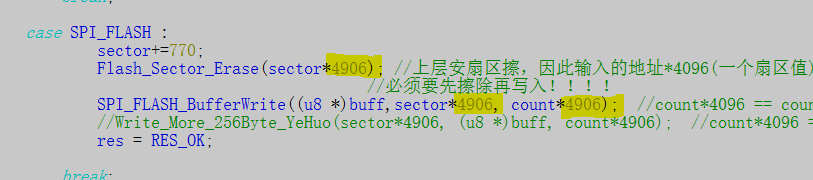 break;
case SPI_FLASH :
sector+=770;
Flash_Sector_Erase(sector*4906); //上层安扇区擦，因此输入的地址*4096(一个扇区值)
//必须要先擦除再写入！！！！
SPI_FLASH_BufferWrite((u8 *)buff,sector*4906, count*4906); //count*4096 == coun
//Write_More_256Byte_YeHuo(sector*4096, (u8 *)buff, count*4906); //count*4096 =
res = RES_OK;
break;